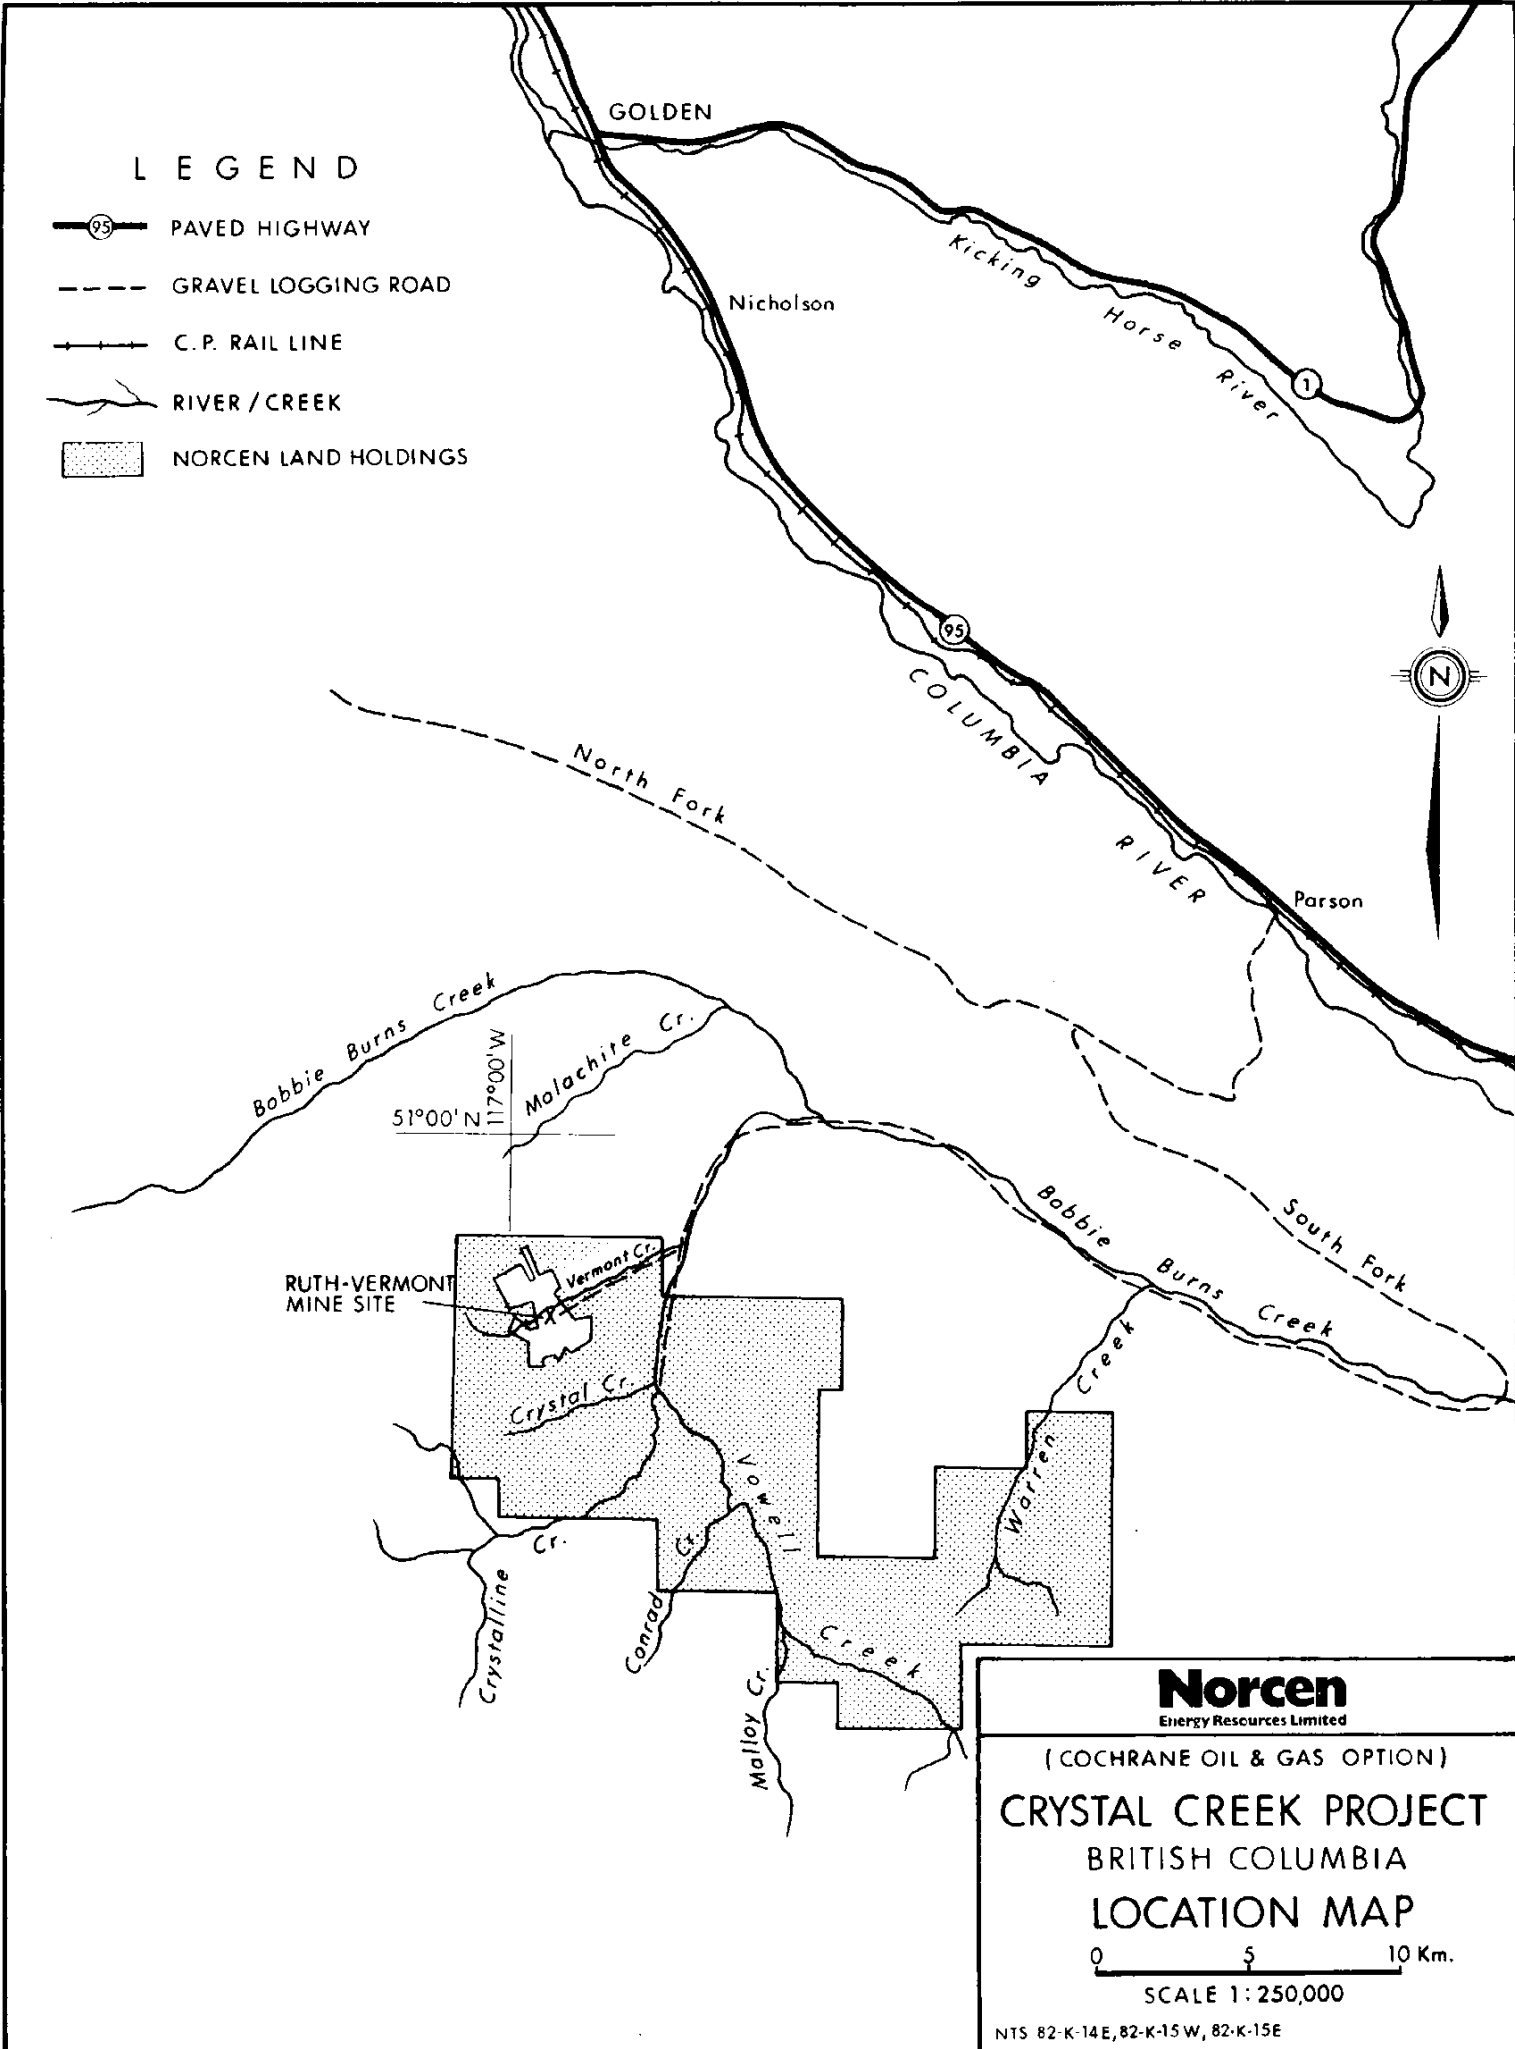 GOLDEN
L E G E N D
95 PAVED HIGHWAY
GRAVEL LOGGING ROAD
C.P. RAIL LINE
RIVER / CREEK
NORCEN LAND HOLDINGS
Kicking Horse River
Nicholson
1
95
N
COLUMBIA RIVER
North Fork
Parson
Bobbie Burns Creek
Malachite Cr.
117°00'W
51°00'N
South Fork
Bobbie Burns Creek
Vermont Cr.
RUTH-VERMONT
MINE SITE
Crystal Cr.
Warren Creek
Vowell Creek
Crystalline Cr.
Conrad Cr.
Malloy Cr.
Norcen
Energy Resources Limited
( COCHRANE OIL & GAS OPTION )
CRYSTAL CREEK PROJECT
BRITISH COLUMBIA
LOCATION MAP
0 5 10 Km.
SCALE 1 : 250,000
NTS 82-K-14E, 82-K-15W, 82-K-15E